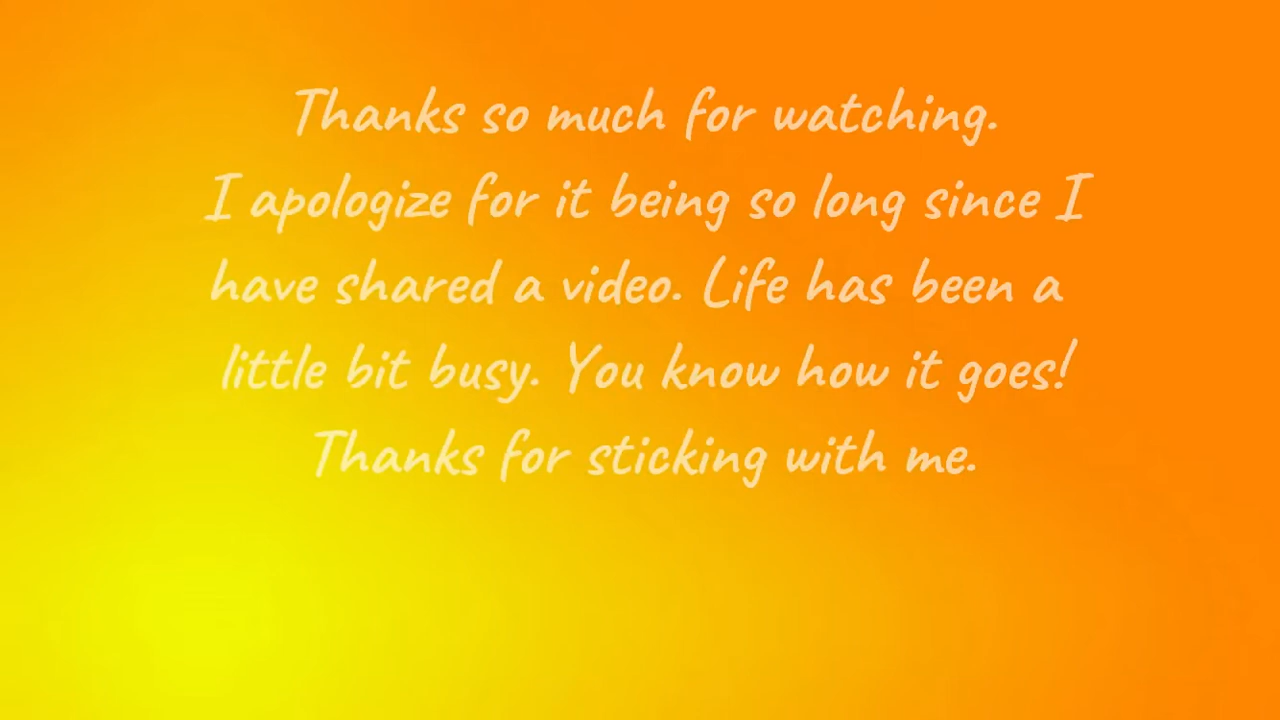 Thanks so much for watching.
I apologize for it being so long since I
have shared a video. Life has been a
little bit busy. You know how it goes!
Thanks for sticking with me.